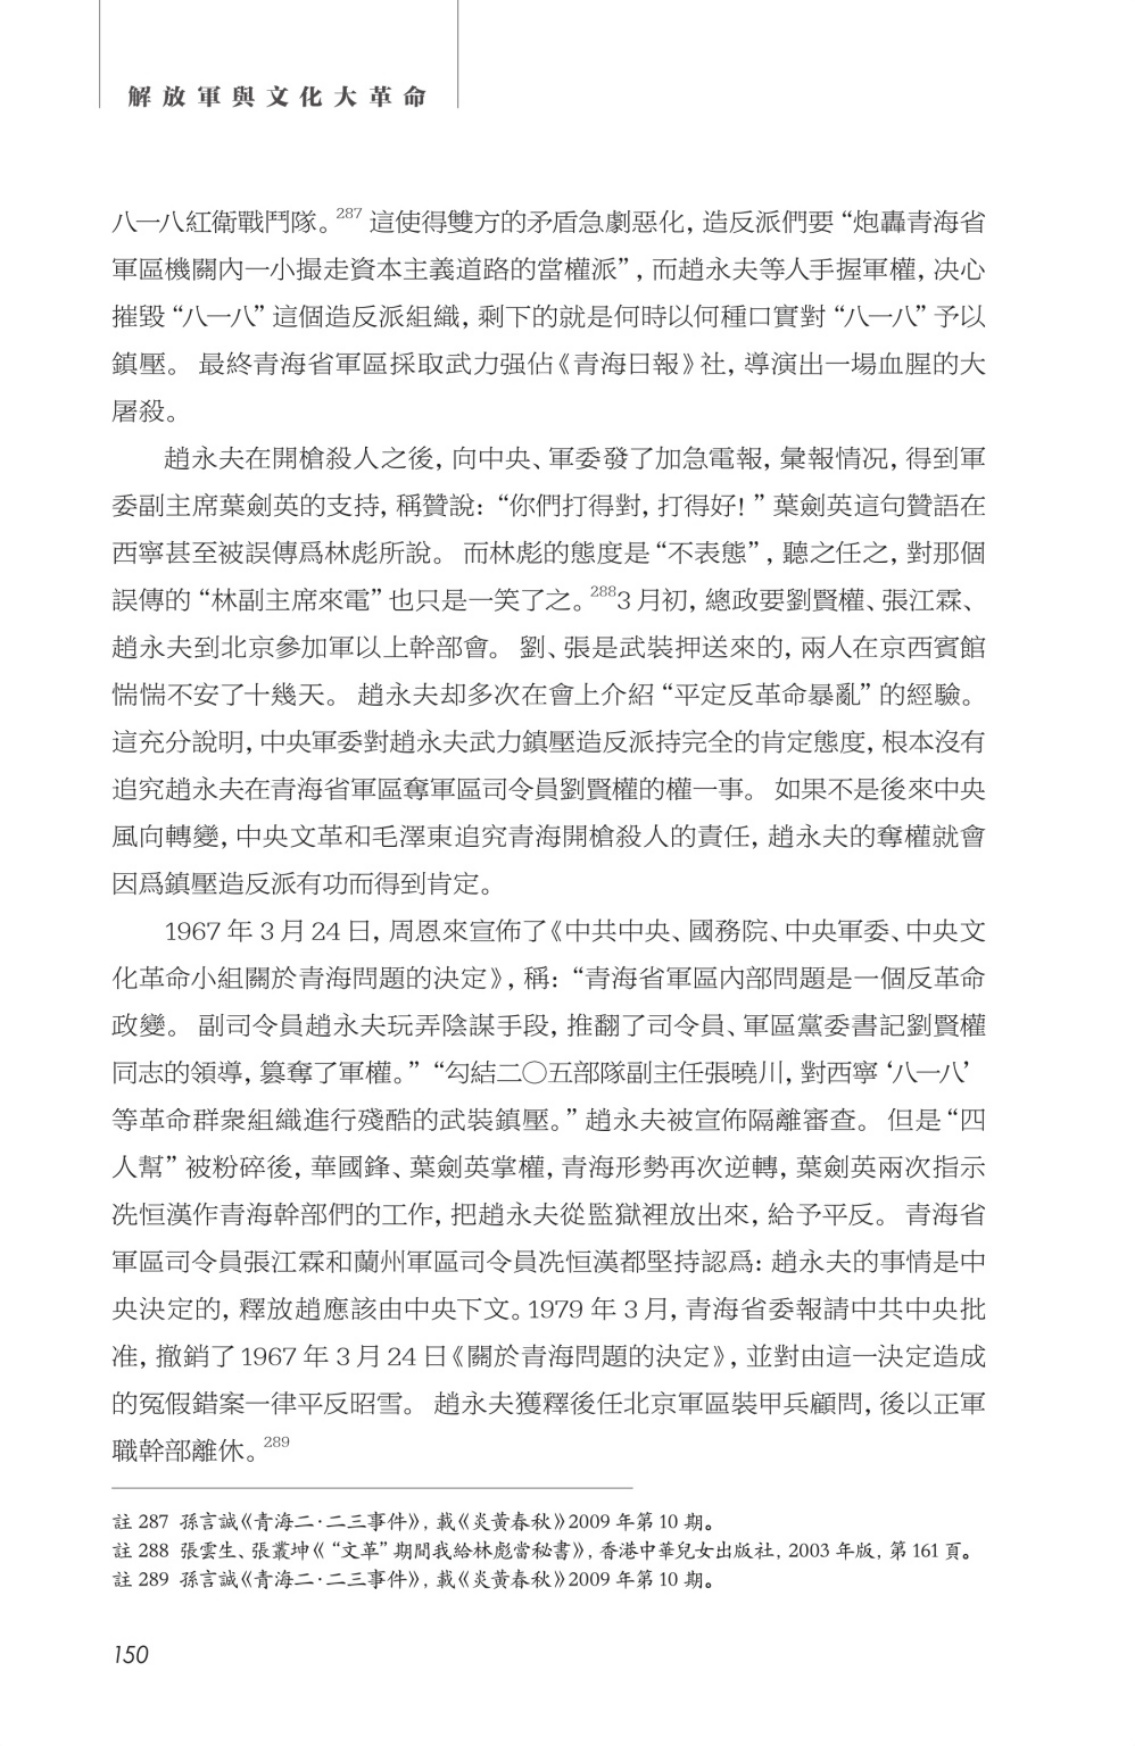 解放軍與文化大革命
八一八紅衛戰鬥隊。287 這使得雙方的矛盾急劇惡化, 造反派們要“炮轟青海省
軍區機關內一小撮走資本主義道路的當權派”, 而趙永夫等人手握軍權, 决心
摧毀“八一八”這個造反派組織, 剩下的就是何時以何種口實對“八一八”予以
鎮壓。 最終青海省軍區採取武力强佔《青海日報》社, 導演出一場血腥的大
屠殺。
趙永夫在開槍殺人之後, 向中央、軍委發了加急電報, 彙報情况, 得到軍
委副主席葉劍英的支持, 稱贊說: “你們打得對, 打得好! ” 葉劍英這句贊語在
西寧甚至被誤傳爲林彪所說。 而林彪的態度是“不表態”, 聽之任之, 對那個
誤傳的“林副主席來電”也只是一笑了之。2883 月初, 總政要劉賢權、張江霖、
趙永夫到北京參加軍以上幹部會。 劉、張是武裝押送來的, 兩人在京西賓館
惴惴不安了十幾天。 趙永夫却多次在會上介紹“平定反革命暴亂”的經驗。
這充分說明, 中央軍委對趙永夫武力鎮壓造反派持完全的肯定態度, 根本沒有
追究趙永夫在青海省軍區奪軍區司令員劉賢權的權一事。 如果不是後來中央
風向轉變, 中央文革和毛澤東追究青海開槍殺人的責任, 趙永夫的奪權就會
因爲鎮壓造反派有功而得到肯定。
1967 年 3 月 24 日, 周恩來宣佈了《中共中央、國務院、中央軍委、中央文
化革命小組關於青海問題的決定》, 稱: “青海省軍區內部問題是一個反革命
政變。 副司令員趙永夫玩弄陰謀手段, 推翻了司令員、軍區黨委書記劉賢權
同志的領導, 篡奪了軍權。” “勾結二〇五部隊副主任張曉川, 對西寧‘八一八’
等革命群衆組織進行殘酷的武裝鎮壓。” 趙永夫被宣佈隔離審查。 但是“四
人幫”被粉碎後, 華國鋒、葉劍英掌權, 青海形勢再次逆轉, 葉劍英兩次指示
冼恒漢作青海幹部們的工作, 把趙永夫從監獄裡放出來, 給予平反。 青海省
軍區司令員張江霖和蘭州軍區司令員冼恒漢都堅持認爲: 趙永夫的事情是中
央決定的, 釋放趙應該由中央下文。1979 年 3 月, 青海省委報請中共中央批
准, 撤銷了 1967 年 3 月 24 日《關於青海問題的決定》, 並對由這一決定造成
的冤假錯案一律平反昭雪。 趙永夫獲釋後任北京軍區裝甲兵顧問, 後以正軍
職幹部離休。289
註 287 孫言誠《青海二·二三事件》, 載《炎黄春秋》2009 年第 10 期。
註 288 張雲生、張叢坤《“文革”期間我給林彪當秘書》, 香港中華兒女出版社, 2003 年版, 第 161 頁。
註 289 孫言誠《青海二·二三事件》, 載《炎黄春秋》2009 年第 10 期。
150